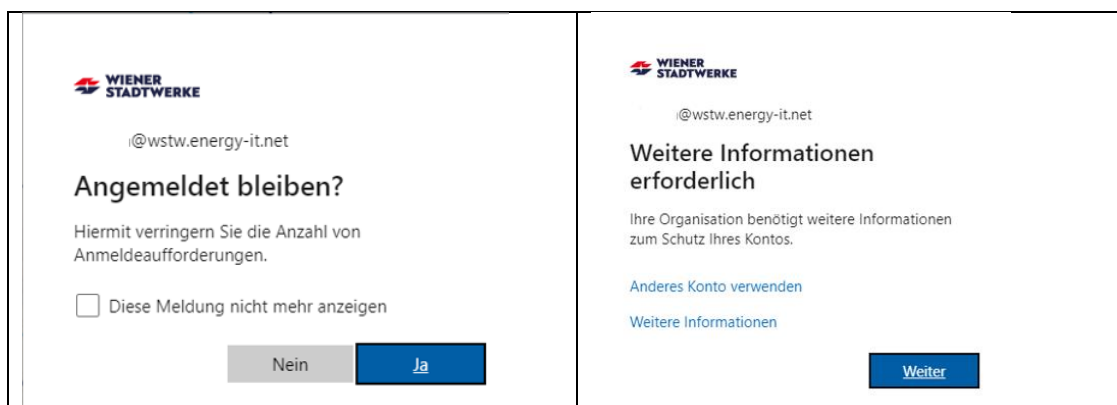 WIENER
STADTWERKE
@wstw.energy-it.net
Angemeldet bleiben?
Hiermit verringern Sie die Anzahl von
Anmeldeaufforderungen.
Diese Meldung nicht mehr anzeigen
Nein
Ja
WIENER
STADTWERKE
@wstw.energy-it.net
Weitere Informationen
erforderlich
Ihre Organisation benötigt weitere Informationen
zum Schutz Ihres Kontos.
Anderes Konto verwenden
Weitere Informationen
Weiter